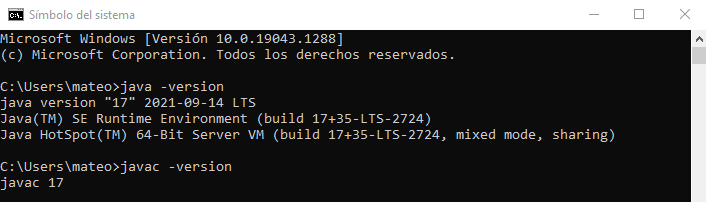 Símbolo del sistema
Microsoft Windows [Versión 10.0.19043.1288]
(c) Microsoft Corporation. Todos los derechos reservados.
C:\Users\mateo>java -version
java version "17" 2021-09-14 LTS
Java(TM) SE Runtime Environment (build 17+35-LTS-2724)
Java HotSpot(TM) 64-Bit Server VM (build 17+35-LTS-2724, mixed mode, sharing)
C:\Users\mateo>javac -version
javac 17